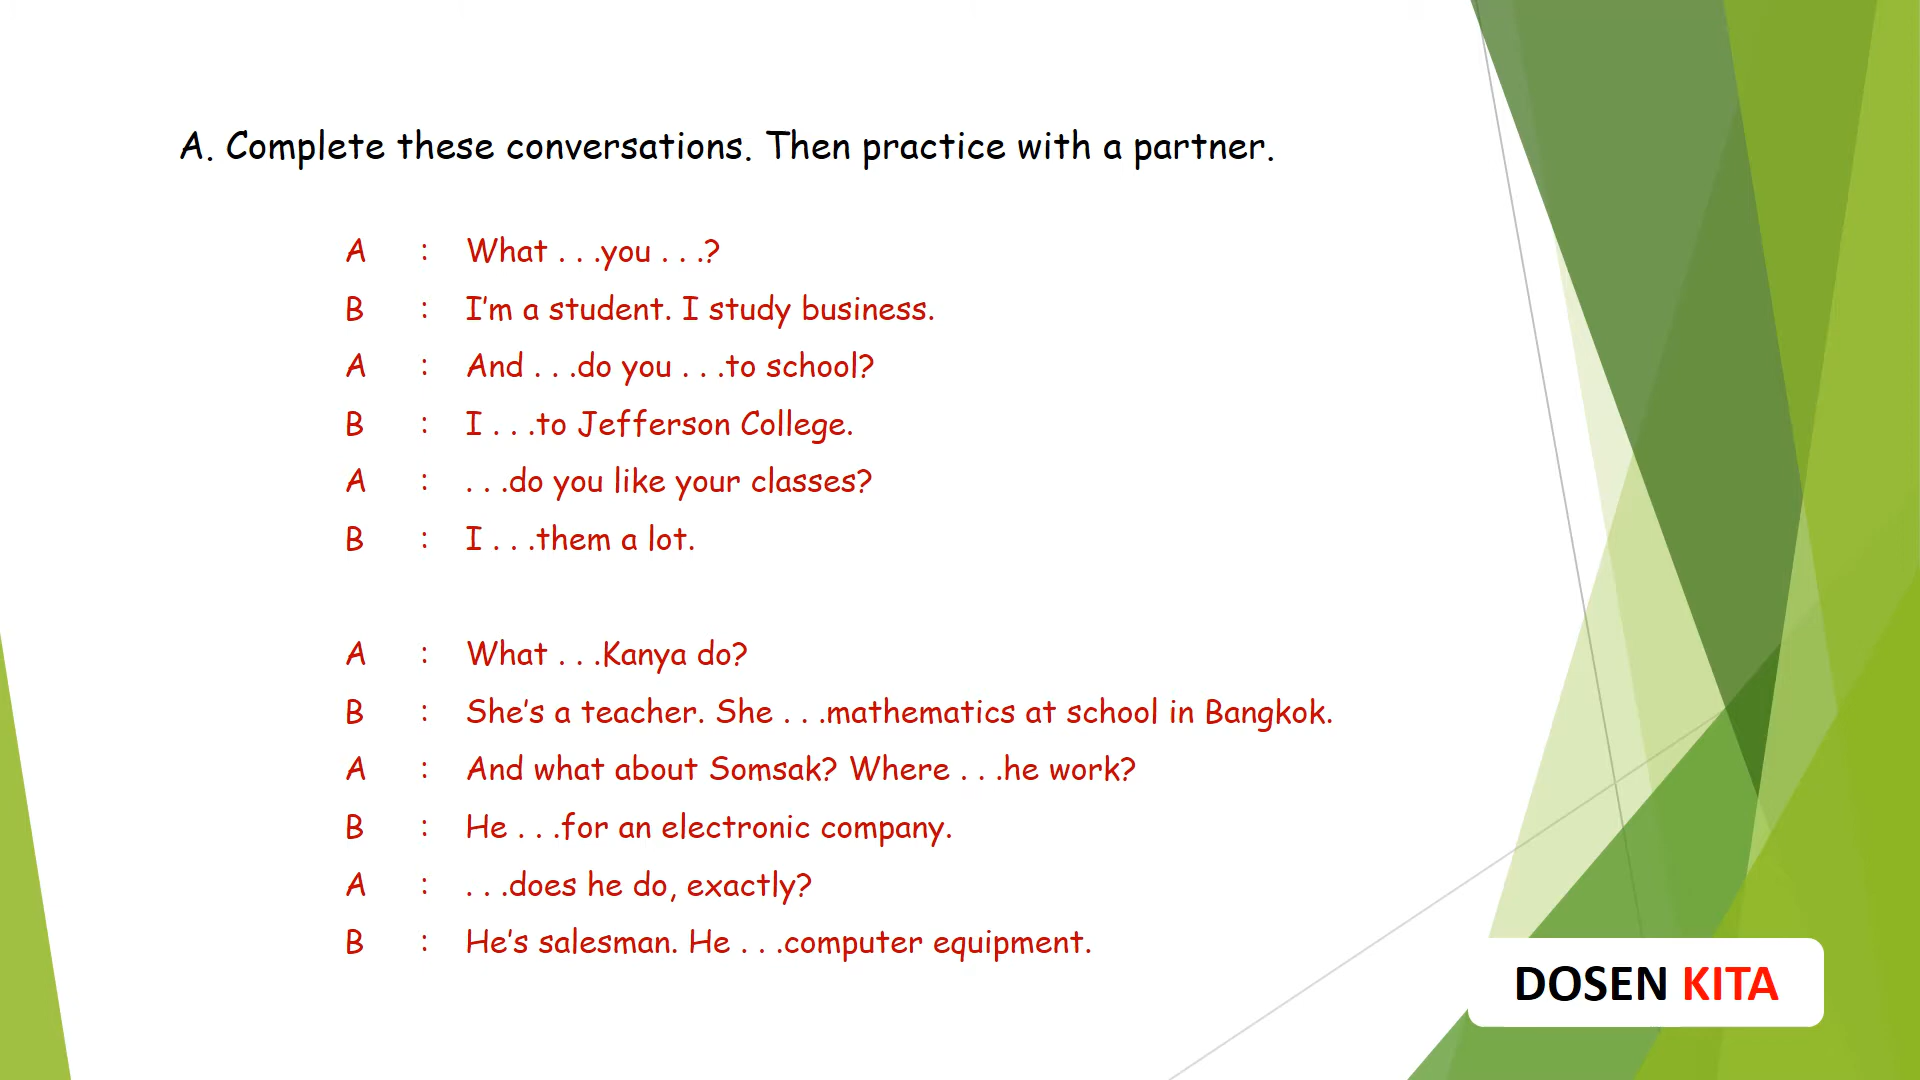 A. Complete these conversations. Then practice with a partner.
A : What . . .you . . .?
B : I’m a student. I study business.
A : And . . .do you . . .to school?
B : I . . .to Jefferson College.
A : . . .do you like your classes?
B : I . . .them a lot.
A : What . . .Kanya do?
B : She’s a teacher. She . . .mathematics at school in Bangkok.
A : And what about Somsak? Where . . .he work?
B : He . . .for an electronic company.
A : . . .does he do, exactly?
B : He’s salesman. He . . .computer equipment.
DOSEN KITA